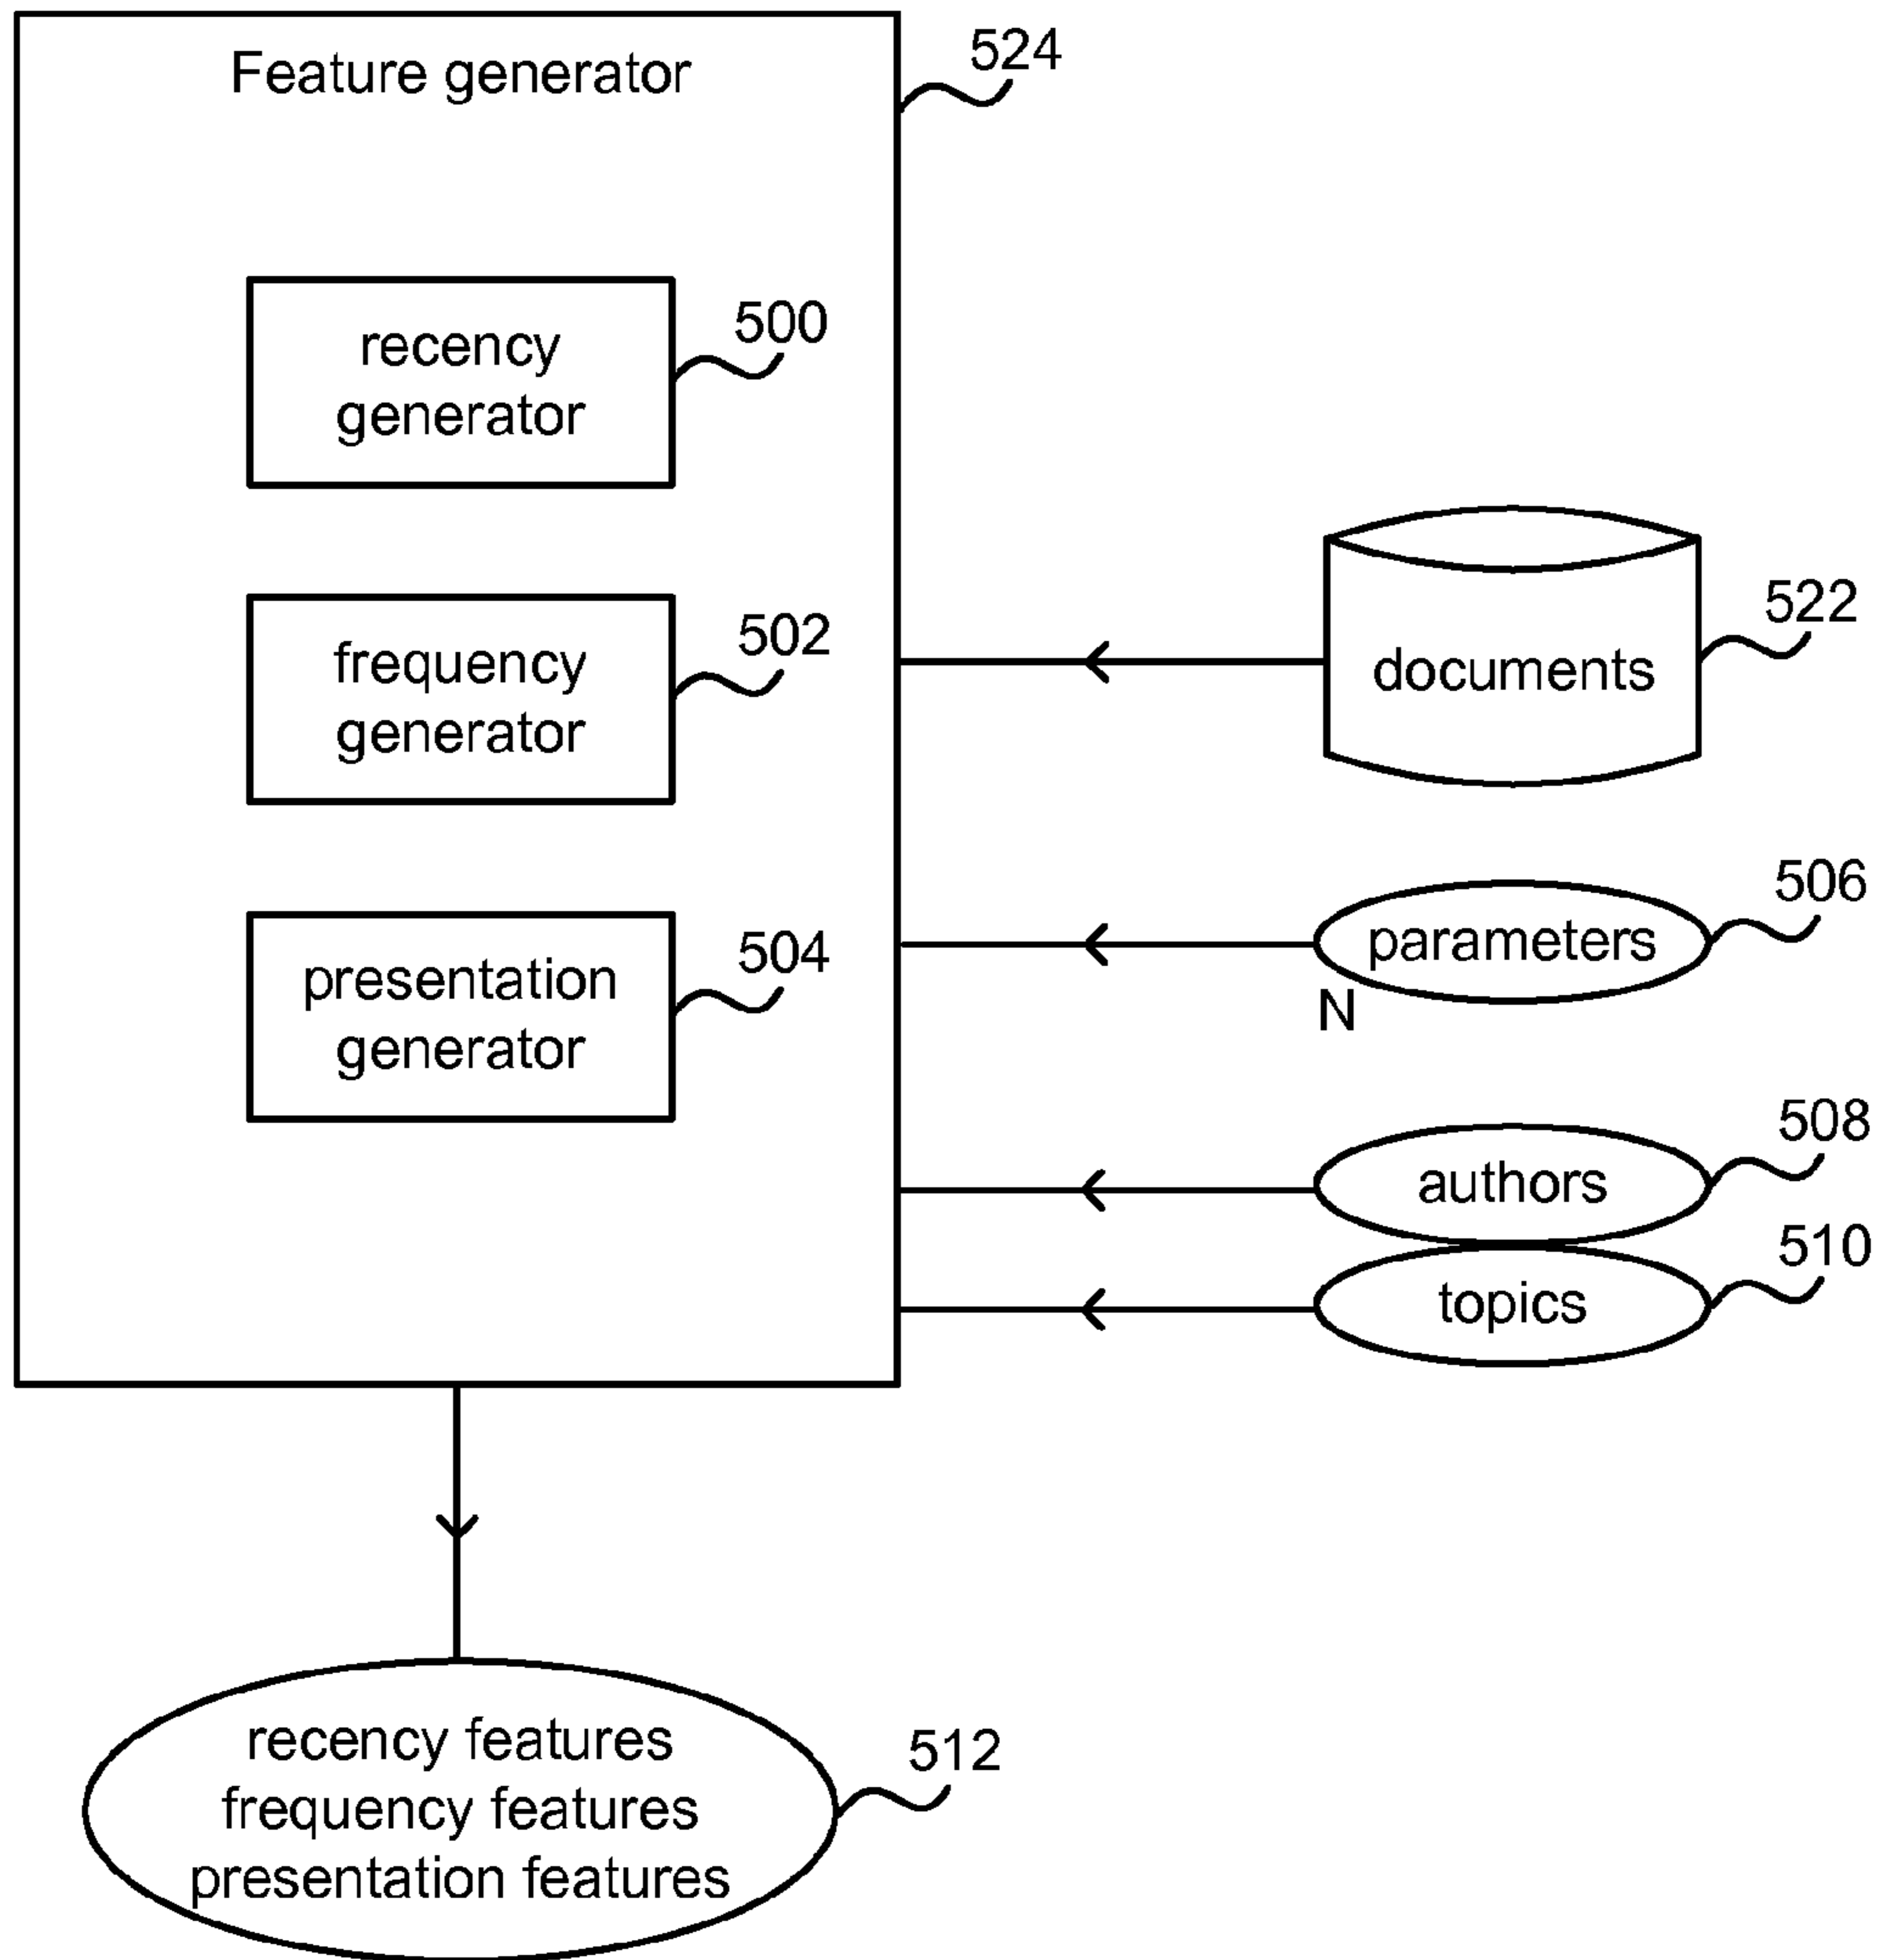 Feature generator
524
recency
generator
500
frequency
generator
502
presentation
generator
504
documents
522
parameters
506
N
authors
508
topics
510
recency features
frequency features
presentation features
512